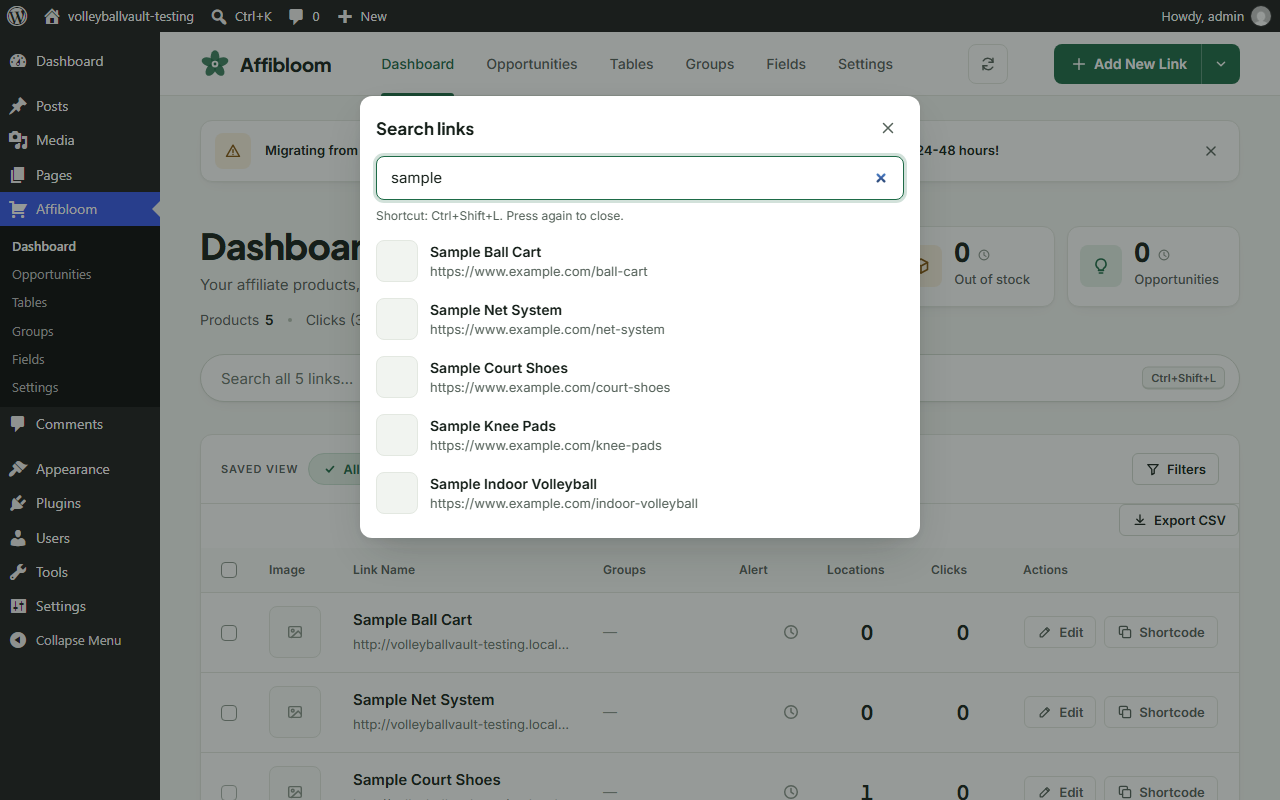 volleyballvault-testing
Ctrl+K
0
New
Howdy, admin
Dashboard
Posts
Media
Pages
Affibloom
Dashboard
Opportunities
Tables
Groups
Fields
Settings
Comments
Appearance
Plugins
Users
Tools
Settings
Collapse Menu
Affibloom
Dashboard
Opportunities
Tables
Groups
Fields
Settings
Add New Link
Migrating from
24-48 hours!
Search links
sample
Shortcut: Ctrl+Shift+L. Press again to close.
Sample Ball Cart
https://www.example.com/ball-cart
Sample Net System
https://www.example.com/net-system
Sample Court Shoes
https://www.example.com/court-shoes
Sample Knee Pads
https://www.example.com/knee-pads
Sample Indoor Volleyball
https://www.example.com/indoor-volleyball
Your affiliate products,
Products 5 • Clicks (3
0
Out of stock
0
Opportunities
Search all 5 links...
Ctrl+Shift+L
SAVED VIEW
All
Filters
Export CSV
Image Link Name Groups Alert Locations Clicks Actions
Sample Ball Cart
http://volleyballvault-testing.local...
— 0 0 Edit Shortcode
Sample Net System
http://volleyballvault-testing.local...
— 0 0 Edit Shortcode
Sample Court Shoes
— 1 0 Edit Shortcode